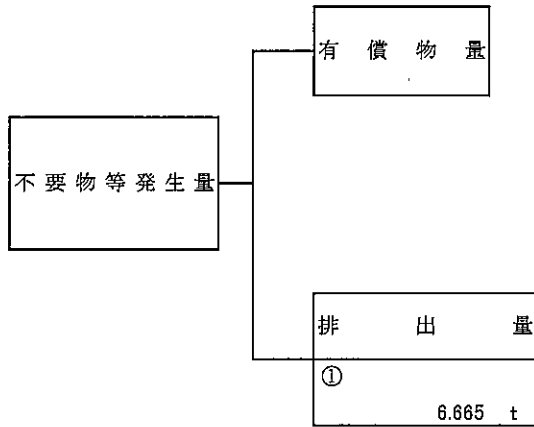 有償物量
不要物等発生量
排出量
①
6.665 t